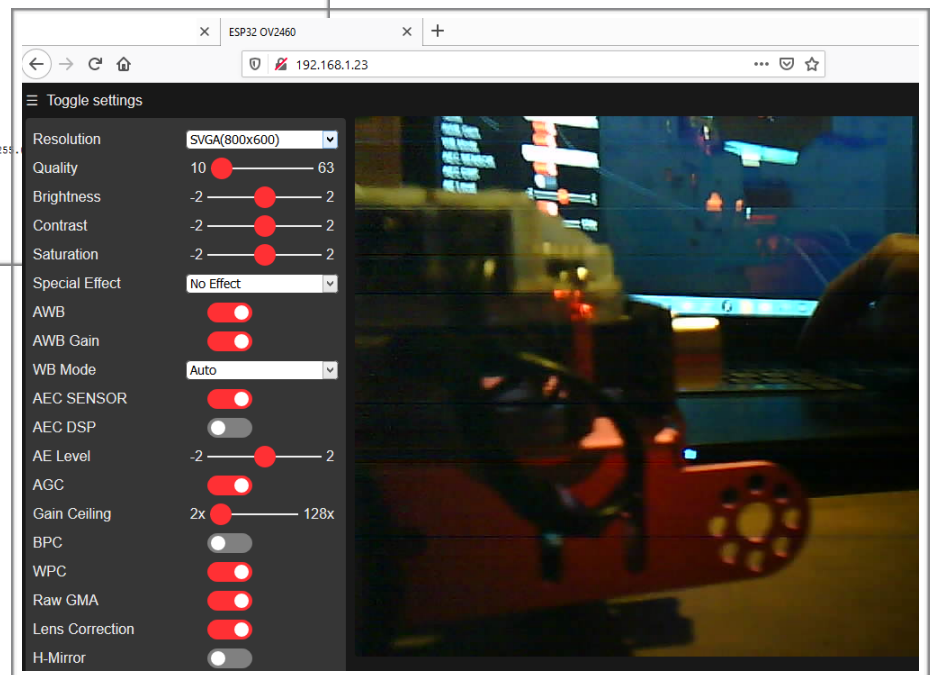 ESP32 OV2460
192.168.1.23
☰ Toggle settings
Resolution SVGA(800x600)
Quality 10 63
Brightness -2 2
Contrast -2 2
Saturation -2 2
Special Effect No Effect
AWB
AWB Gain
WB Mode Auto
AEC SENSOR
AEC DSP
AE Level -2 2
AGC
Gain Ceiling 2x 128x
BPC
WPC
Raw GMA
Lens Correction
H-Mirror